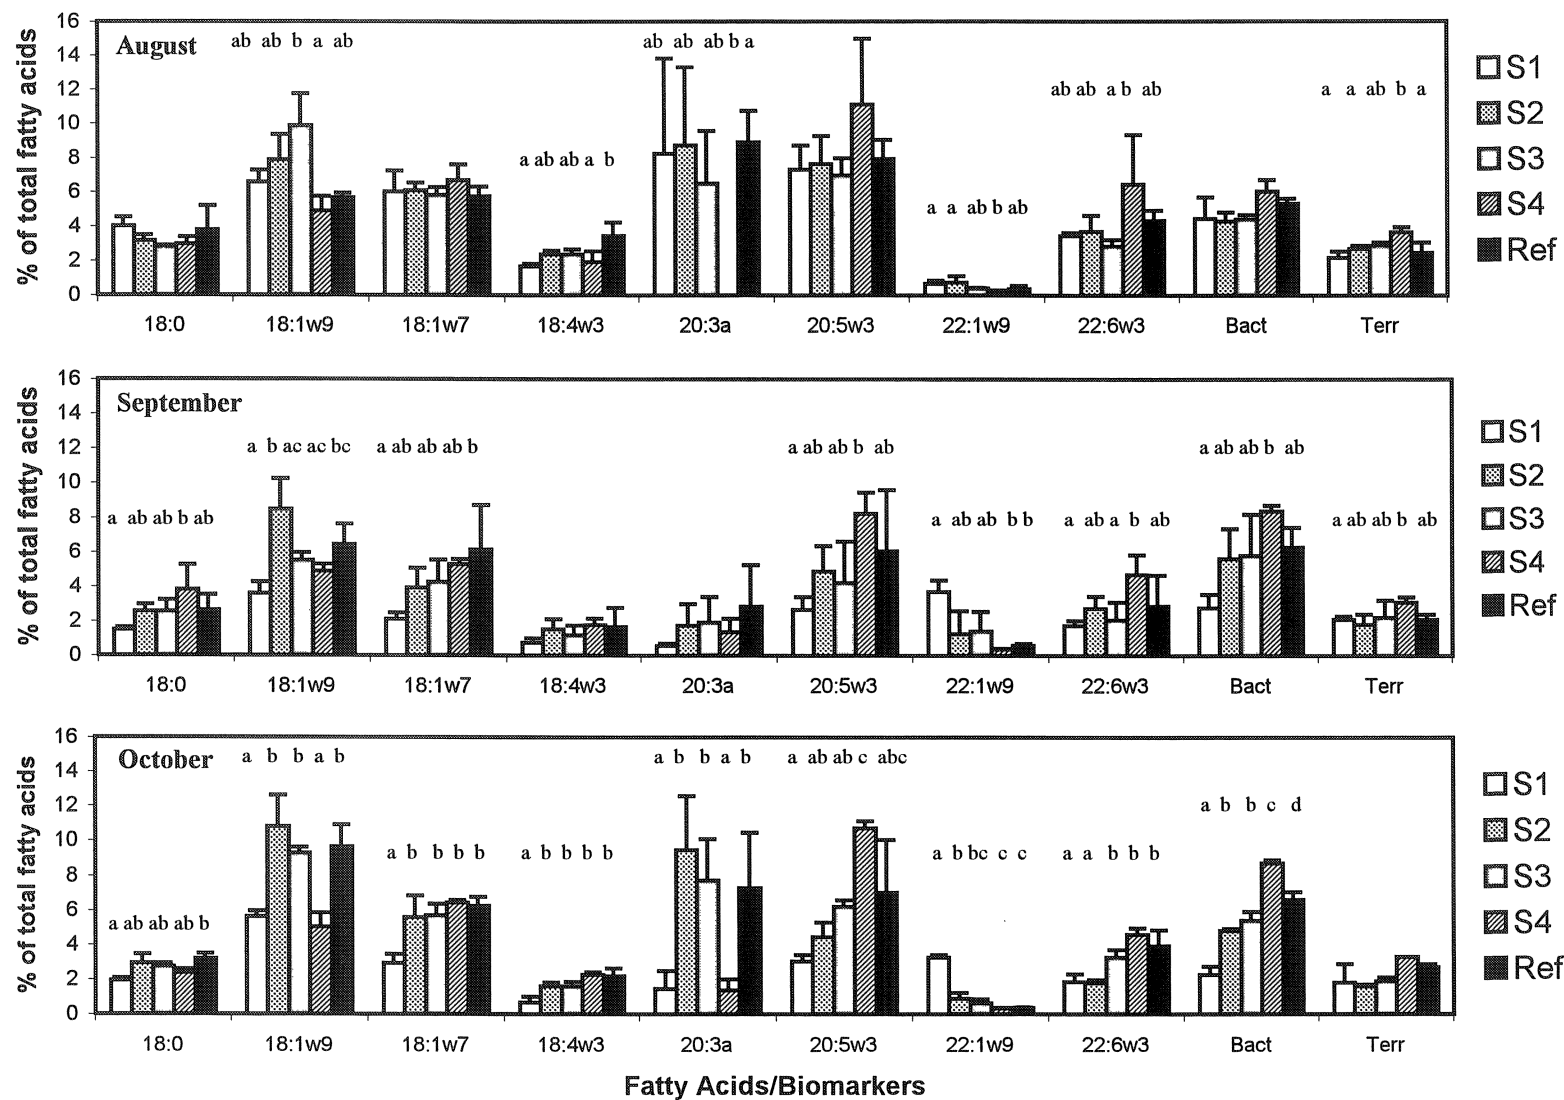 % of total fatty acids
16
14
12
10
8
6
4
2
0
August
ab ab b a ab
a ab ab a b
ab ab ab b a
a a ab b ab
ab ab a b ab
a a ab b a
18:0 18:1w9 18:1w7 18:4w3 20:3a 20:5w3 22:1w9 22:6w3 Bact Terr
S1
S2
S3
S4
Ref
% of total fatty acids
16
14
12
10
8
6
4
2
0
September
a ab ab b ab
a b ac ac bc
a ab ab ab b
a ab ab b ab
a ab ab b b
a ab a b ab
a ab ab b ab
a ab ab b ab
18:0 18:1w9 18:1w7 18:4w3 20:3a 20:5w3 22:1w9 22:6w3 Bact Terr
S1
S2
S3
S4
Ref
% of total fatty acids
16
14
12
10
8
6
4
2
0
October
a ab ab ab b
a b b a b
a b b b b
a b b b b
a b b a b
a ab ab c abc
a b bc c c
a a b b b
a b b c d
18:0 18:1w9 18:1w7 18:4w3 20:3a 20:5w3 22:1w9 22:6w3 Bact Terr
S1
S2
S3
S4
Ref
Fatty Acids/Biomarkers